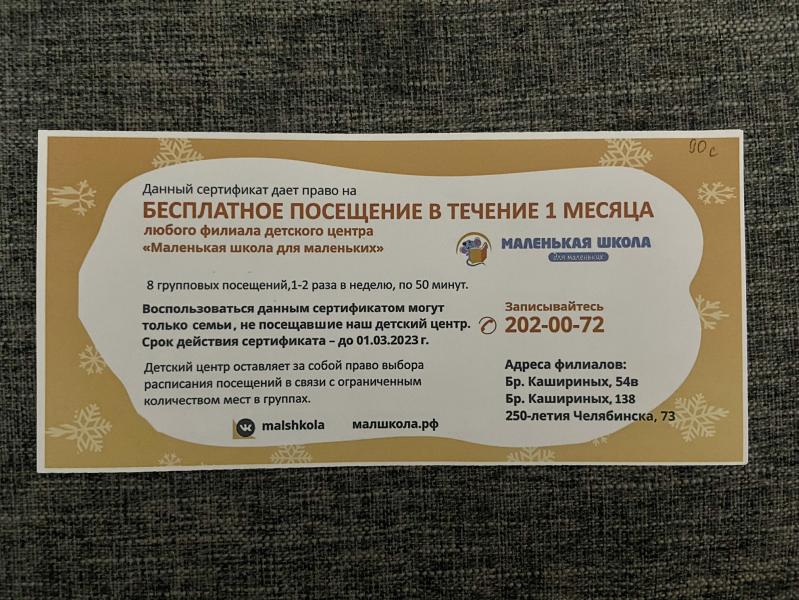 90 с
Данный сертификат дает право на
БЕСПЛАТНОЕ ПОСЕЩЕНИЕ В ТЕЧЕНИЕ 1 МЕСЯЦА
любого филиала детского центра
«Маленькая школа для маленьких»
МАЛЕНЬКАЯ ШКОЛА
для маленьких
8 групповых посещений,1-2 раза в неделю, по 50 минут.
Воспользоваться данным сертификатом могут
только семьи, не посещавшие наш детский центр.
Срок действия сертификата – до 01.03.2023 г.
Записывайтесь
202-00-72
Детский центр оставляет за собой право выбора
расписания посещений в связи с ограниченным
количеством мест в группах.
Адреса филиалов:
Бр. Кашириных, 54в
Бр. Кашириных, 138
250-летия Челябинска, 73
malshkola малшкола.рф